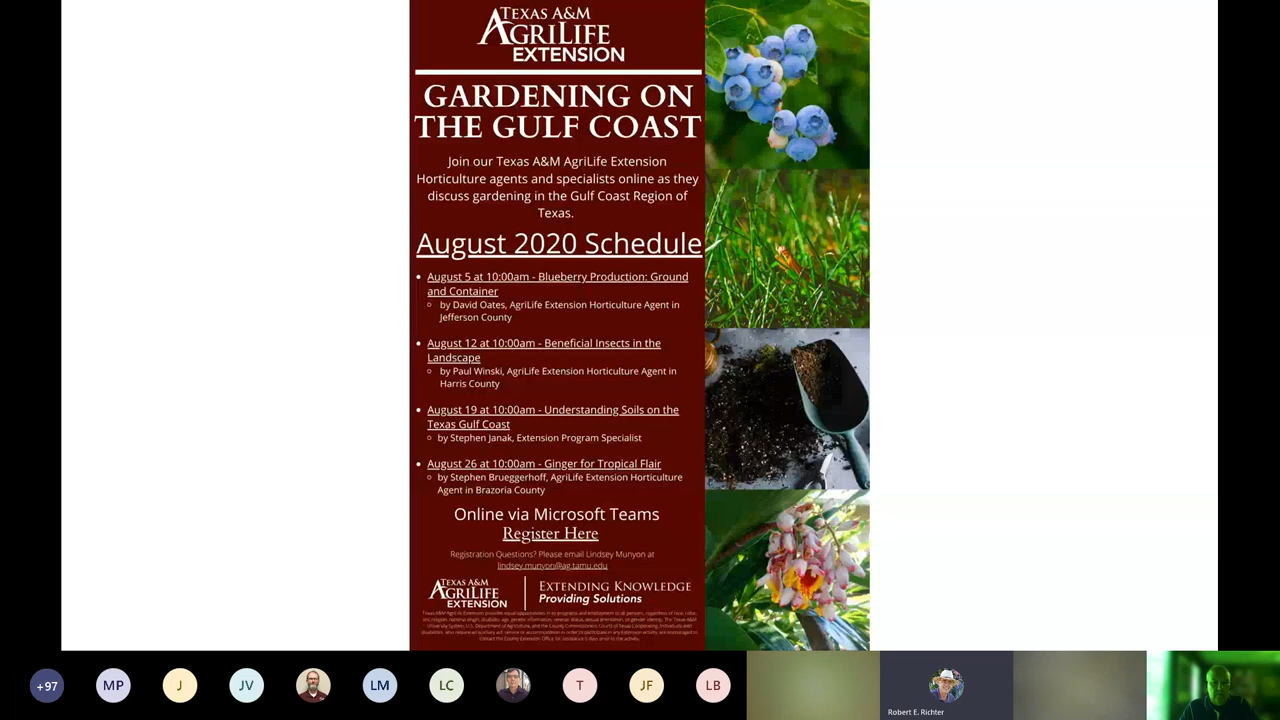 TEXAS A&M
AGRILIFE
EXTENSION
GARDENING ON
THE GULF COAST
Join our Texas A&M AgriLife Extension
Horticulture agents and specialists online as they
discuss gardening in the Gulf Coast Region of
Texas.
August 2020 Schedule
August 5 at 10:00am - Blueberry Production: Ground
and Container
by David Oates, AgriLife Extension Horticulture Agent in
Jefferson County
August 12 at 10:00am - Beneficial Insects in the
Landscape
by Paul Winski, AgriLife Extension Horticulture Agent in
Harris County
August 19 at 10:00am - Understanding Soils on the
Texas Gulf Coast
by Stephen Janak, Extension Program Specialist
August 26 at 10:00am - Ginger for Tropical Flair
by Stephen Brueggerhoff, AgriLife Extension Horticulture
Agent in Brazoria County
Online via Microsoft Teams
Register Here
Registration Questions? Please email Lindsey Munyon at
lindsey.munyon@ag.tamu.edu
TEXAS A&M
AGRILIFE
EXTENSION
EXTENDING KNOWLEDGE
Providing Solutions
+97
MP
J
JV
LM
LC
T
JF
LB
Robert E. Richter